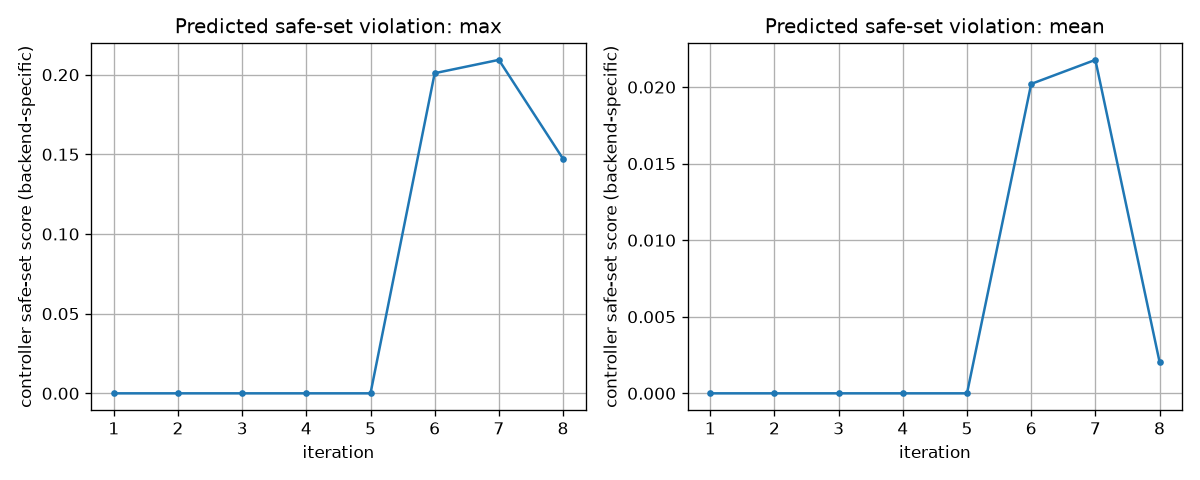 Predicted safe-set violation: max
controller safe-set score (backend-specific)
0.20
0.15
0.10
0.05
0.00
1 2 3 4 5 6 7 8
iteration
Predicted safe-set violation: mean
controller safe-set score (backend-specific)
0.020
0.015
0.010
0.005
0.000
1 2 3 4 5 6 7 8
iteration